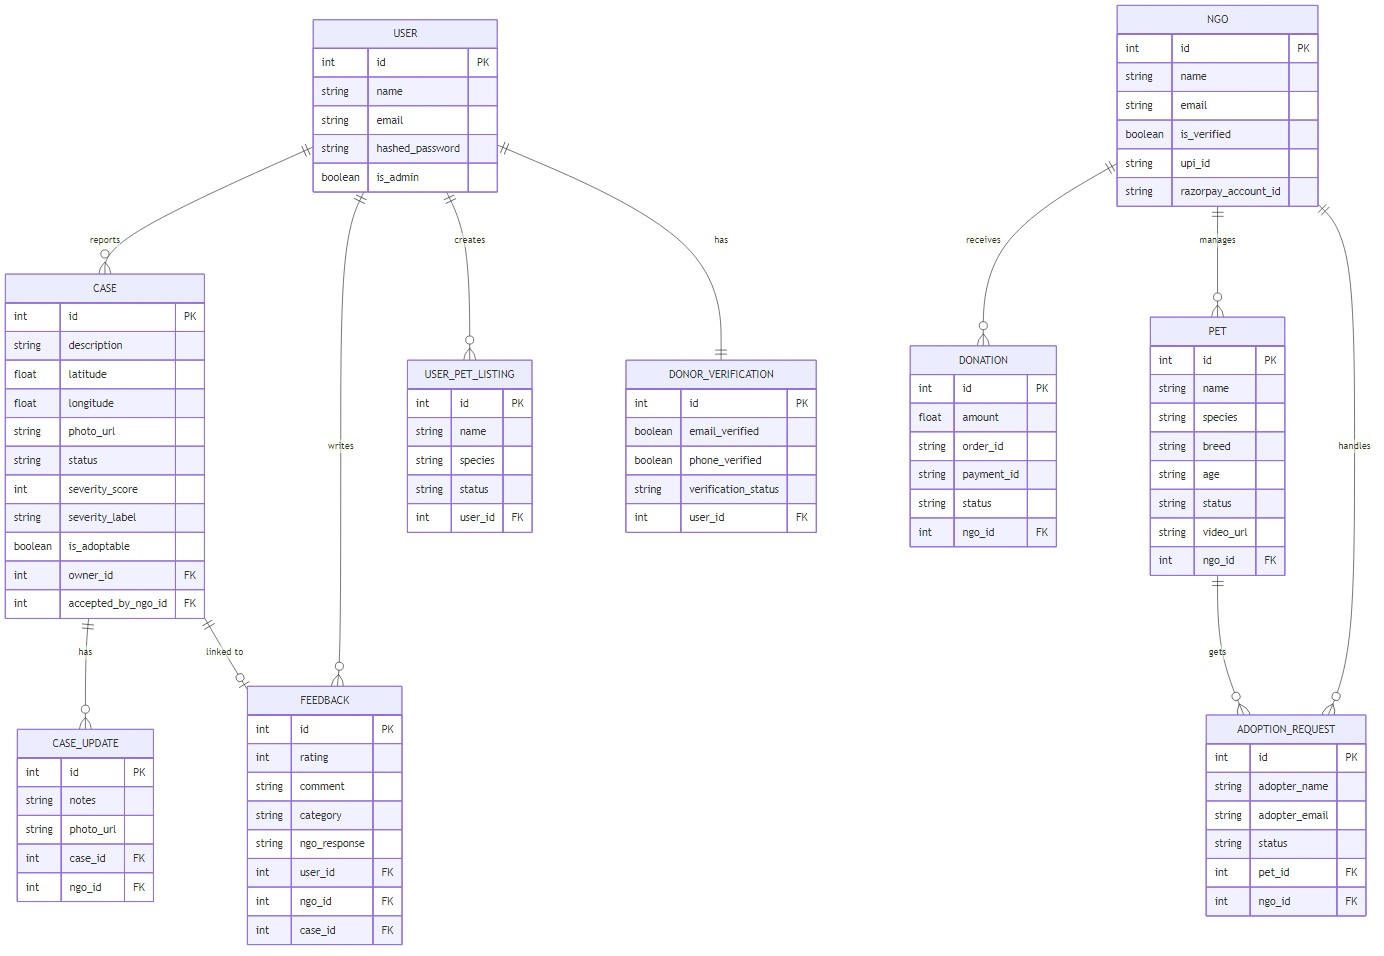 USER
int id PK
string name
string email
string hashed_password
boolean is_admin
NGO
int id PK
string name
string email
boolean is_verified
string upi_id
string razorpay_account_id
reports
creates
has
receives
manages
CASE
int id PK
string description
float latitude
float longitude
string photo_url
string status
int severity_score
string severity_label
boolean is_adoptable
int owner_id FK
int accepted_by_ngo_id FK
writes
USER_PET_LISTING
int id PK
string name
string species
string status
int user_id FK
DONOR_VERIFICATION
int id PK
boolean email_verified
boolean phone_verified
string verification_status
int user_id FK
DONATION
int id PK
float amount
string order_id
string payment_id
string status
int ngo_id FK
PET
int id PK
string name
string species
string breed
string age
string status
string video_url
int ngo_id FK
handles
has
linked to
gets
CASE_UPDATE
int id PK
string notes
string photo_url
int case_id FK
int ngo_id FK
FEEDBACK
int id PK
int rating
string comment
string category
string ngo_response
int user_id FK
int ngo_id FK
int case_id FK
ADOPTION_REQUEST
int id PK
string adopter_name
string adopter_email
string status
int pet_id FK
int ngo_id FK